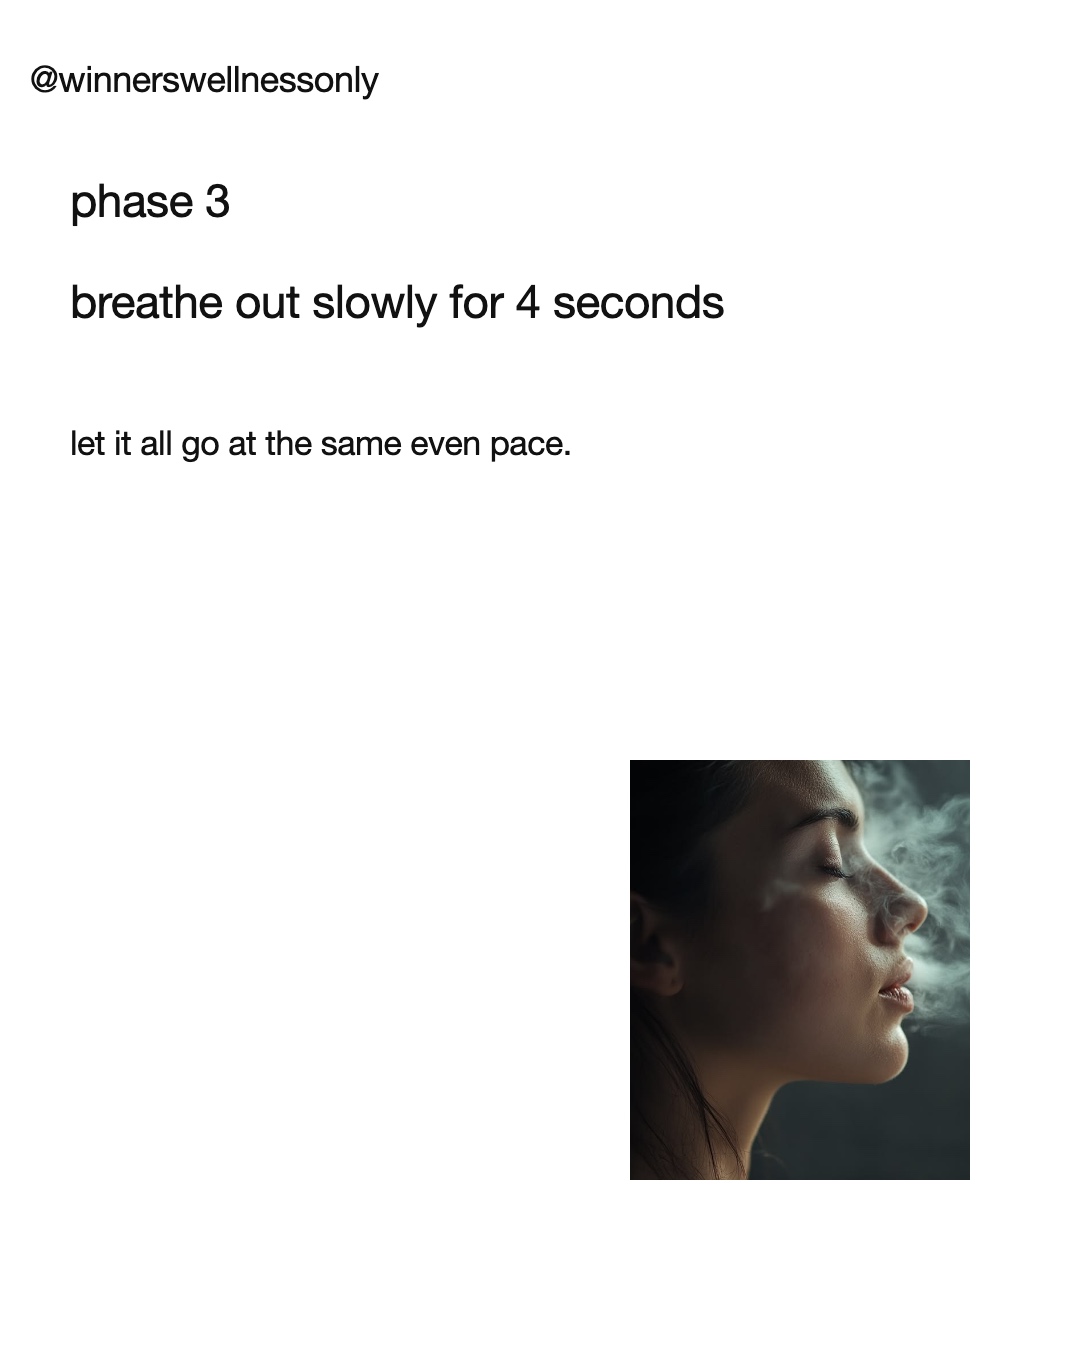 @winnerswellnessonly
phase 3
breathe out slowly for 4 seconds
let it all go at the same even pace.